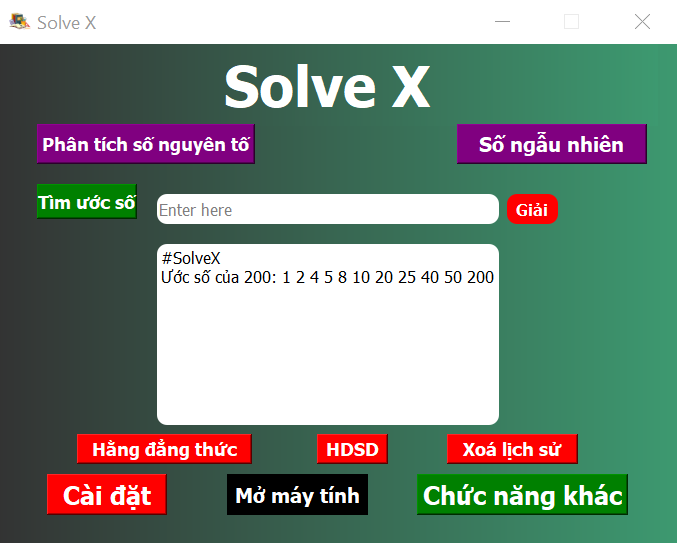 Solve X
Solve X
Phân tích số nguyên tố
Số ngẫu nhiên
Tìm ước số
Enter here
Giải
#SolveX
Ước số của 200: 1 2 4 5 8 10 20 25 40 50 200
Hằng đẳng thức
HDSD
Xoá lịch sử
Cài đặt
Mở máy tính
Chức năng khác